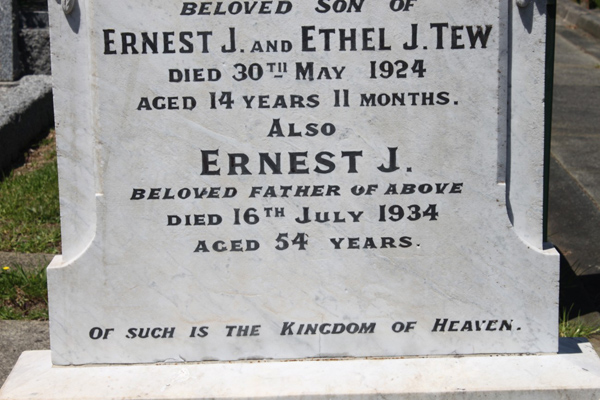 BELOVED SON OF
ERNEST J. AND ETHEL J. TEW
DIED 30TH MAY 1924
AGED 14 YEARS 11 MONTHS.
ALSO
ERNEST J.
BELOVED FATHER OF ABOVE
DIED 16TH JULY 1934
AGED 54 YEARS.
OF SUCH IS THE KINGDOM OF HEAVEN.